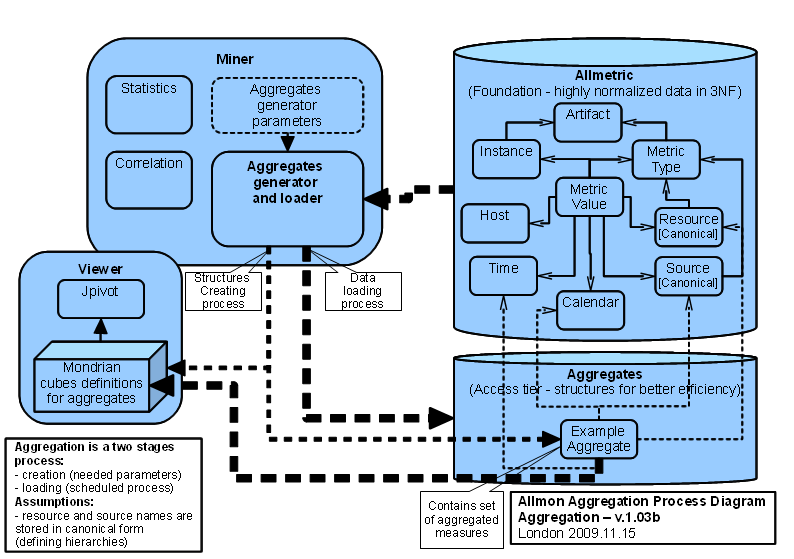 Miner
Statistics
Aggregates
generator
parameters
Correlation
Aggregates
generator
and loader
Allmetric
(Foundation - highly normalized data in 3NF)
Artifact
Instance
Metric
Type
Metric
Value
Host
Resource
[Canonical]
Time
Source
[Canonical]
Calendar
Structures
Creating
process
Data
loading
process
Viewer
Jpivot
Mondrian
cubes definitions
for aggregates
Aggregates
(Access tier - structures for better efficiency)
Example
Aggregate
Contains set
of aggregated
measures
Aggregation is a two stages
process:
- creation (needed parameters)
- loading (scheduled process)
Assumptions:
- resource and source names are
stored in canonical form
(defining hierarchies)
Allmon Aggregation Process Diagram
Aggregation – v.1.03b
London 2009.11.15